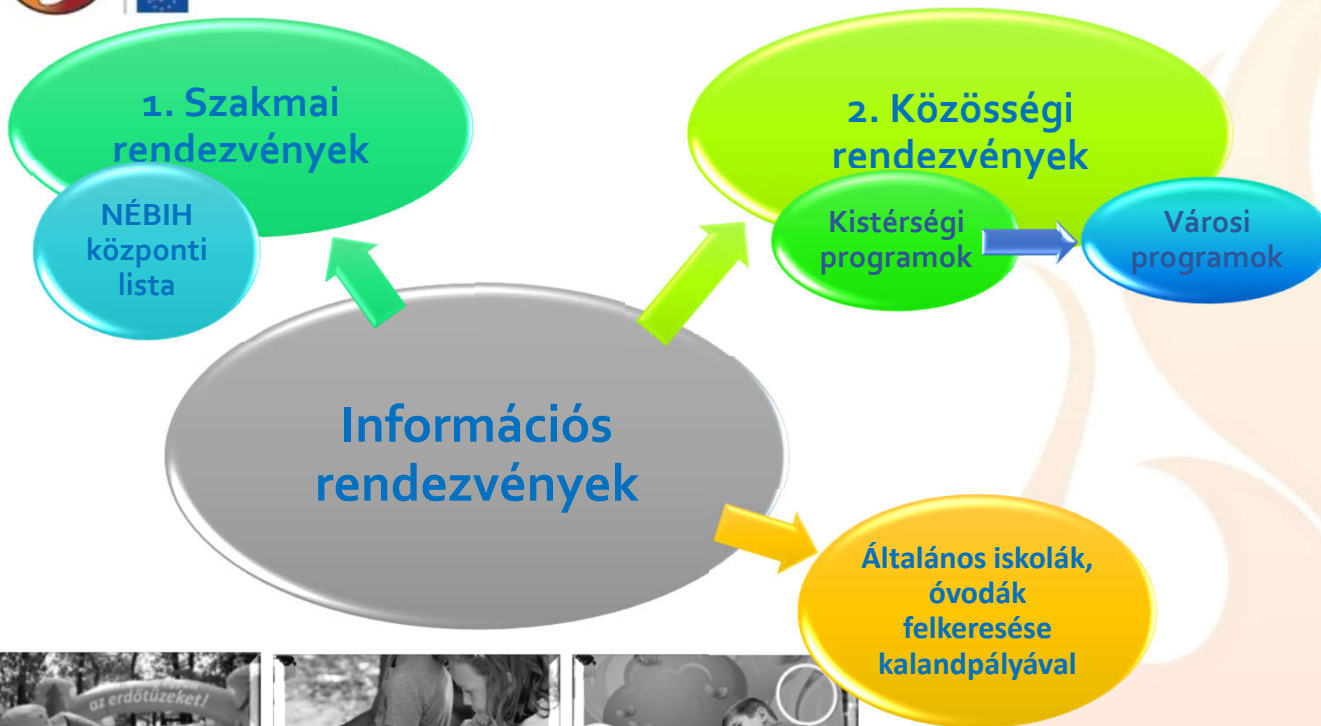 1. Szakmai
rendezvények
NÉBIH
központi
lista
2. Közösségi
rendezvények
Kistérségi
programok
Városi
programok
Információs
rendezvények
Általános iskolák,
óvodák
felkeresése
kalandpályával
az erdőtüzeket!